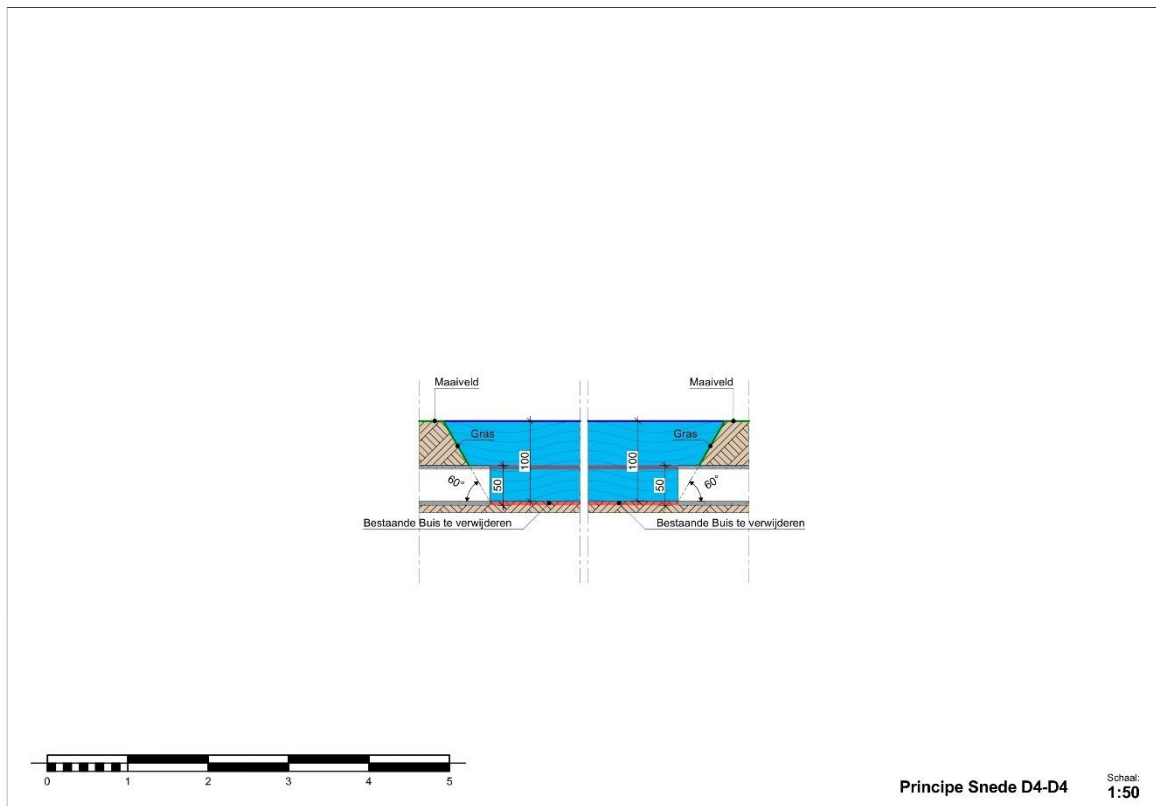 Maaiveld
Maaiveld
Gras
Gras
100
100
60°
50
50
60°
Bestaande Buis te verwijderen
Bestaande Buis te verwijderen
0 1 2 3 4 5
Principe Snede D4-D4
Schaal:
1:50